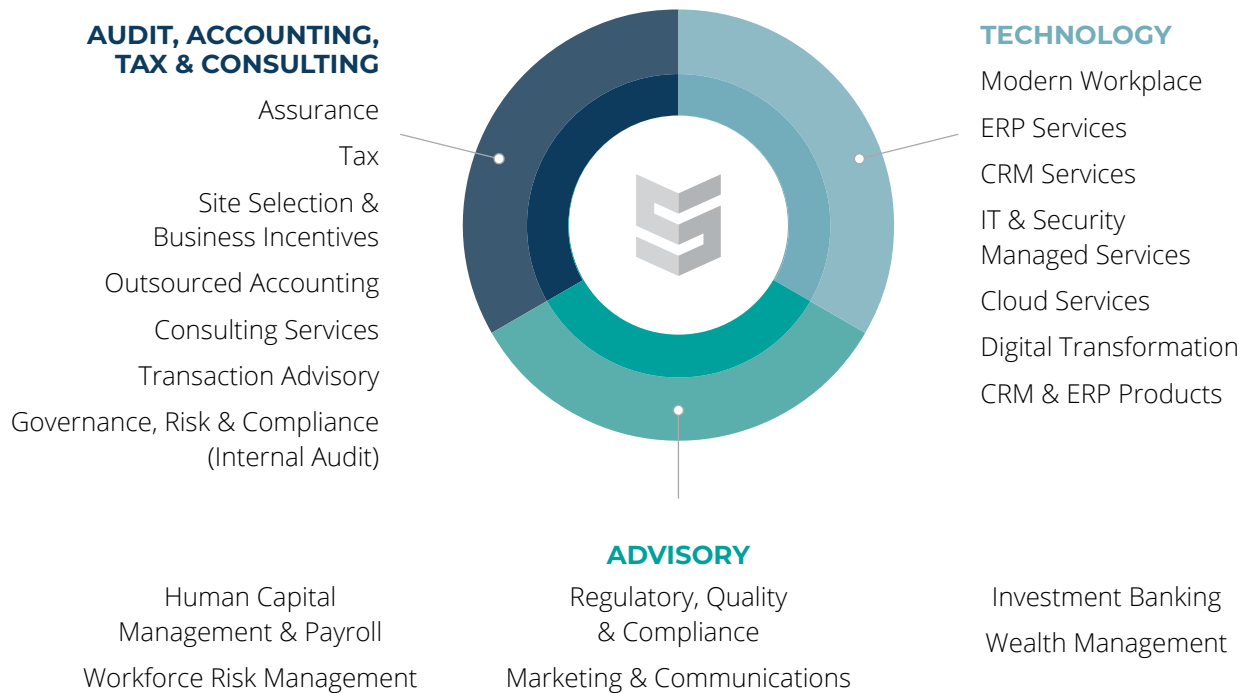 AUDIT, ACCOUNTING,
TAX & CONSULTING
Assurance
Tax
Site Selection &
Business Incentives
Outsourced Accounting
Consulting Services
Transaction Advisory
Governance, Risk & Compliance
(Internal Audit)
TECHNOLOGY
Modern Workplace
ERP Services
CRM Services
IT & Security
Managed Services
Cloud Services
Digital Transformation
CRM & ERP Products
ADVISORY
Human Capital
Management & Payroll
Workforce Risk Management
Regulatory, Quality
& Compliance
Marketing & Communications
Investment Banking
Wealth Management